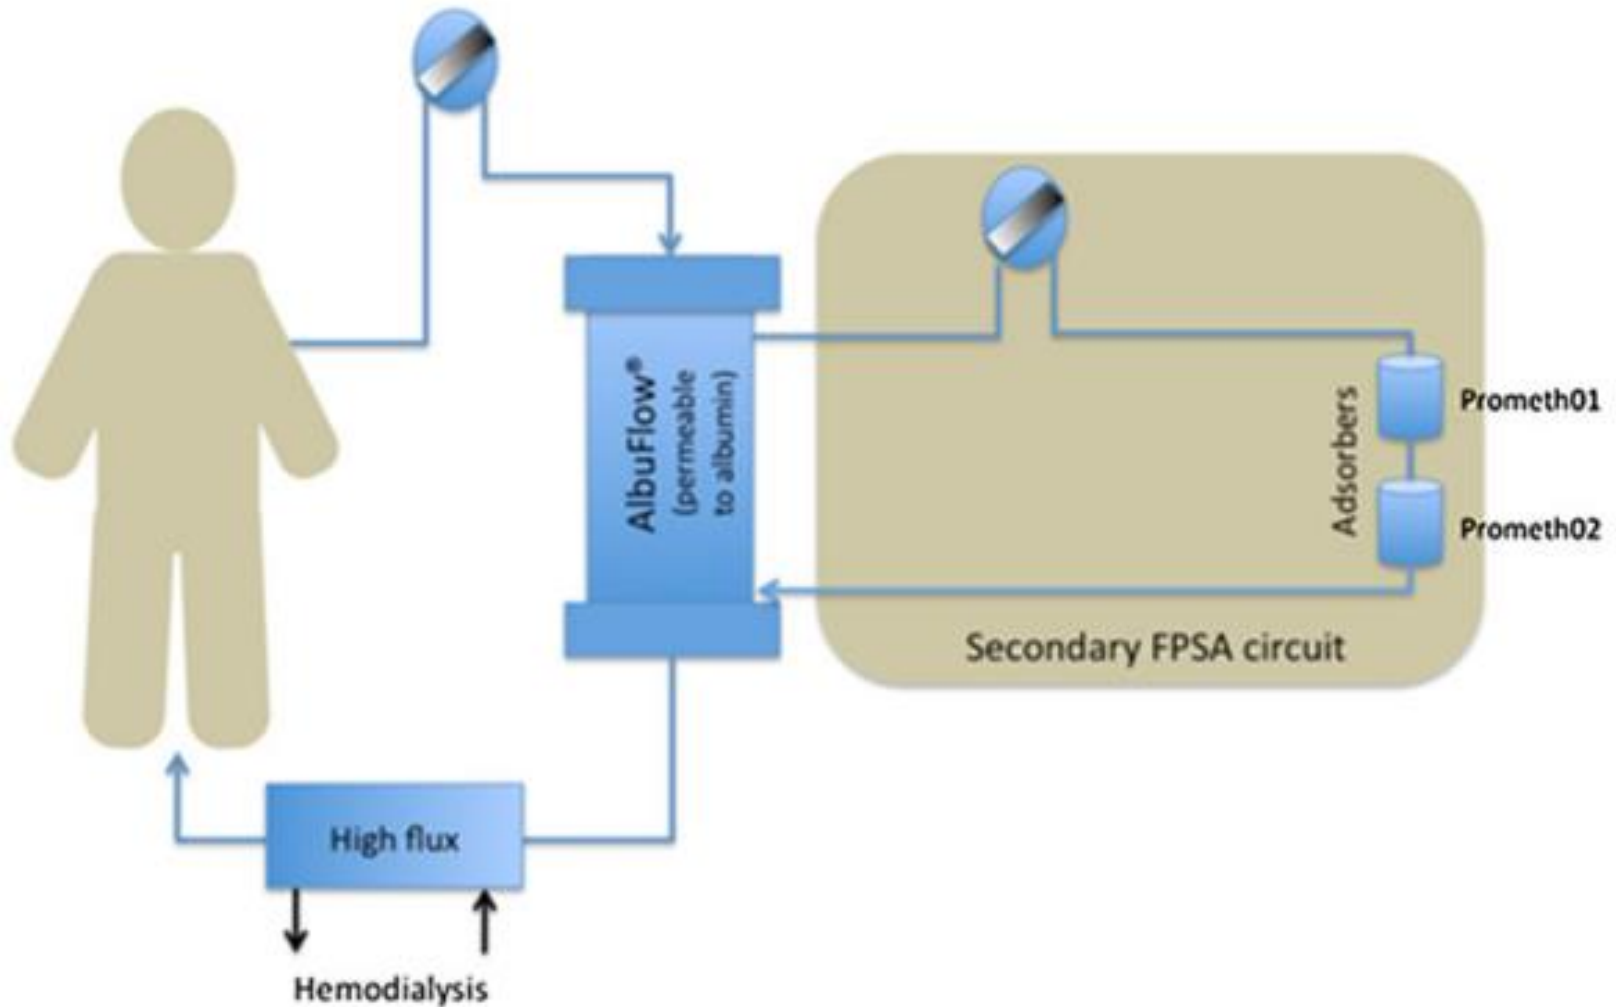 AlbuFlow®
(permeable
to albumin)
Adsorbers
Prometh01
Prometh02
Secondary FPSA circuit
High flux
Hemodialysis